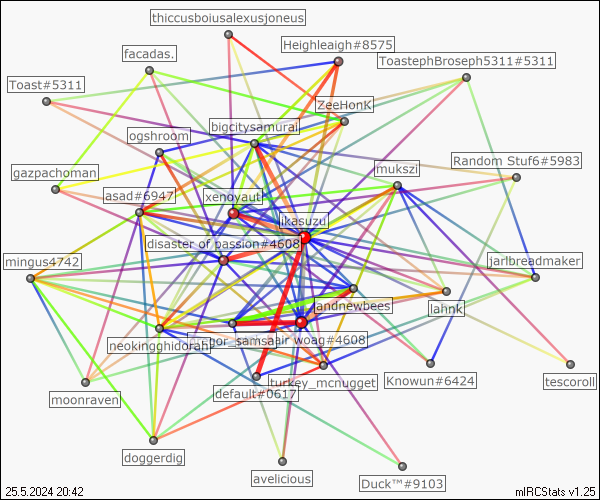 thiccusboiusalexusjoneus
Heighleaigh#8575
facadas.
ToastephBroseph5311#5311
Toast#5311
ZeeHonK
bigcitysamurai
ogshroom
Random Stuf6#5983
mukszi
gazpachoman
asad#6947
xenoyaut
ikasuzu
disaster of passion#4608
mingus4742
jarlbreadmaker
landnewbees
lahnk
air woag#4608
neokingghidorah
turkey_mcnugget
Knowun#6424
tescoroll
default#0617
moonraven
doggerdig
avelicious
Duck™#9103
25.5.2024 20:42
mIRCStats v1.25